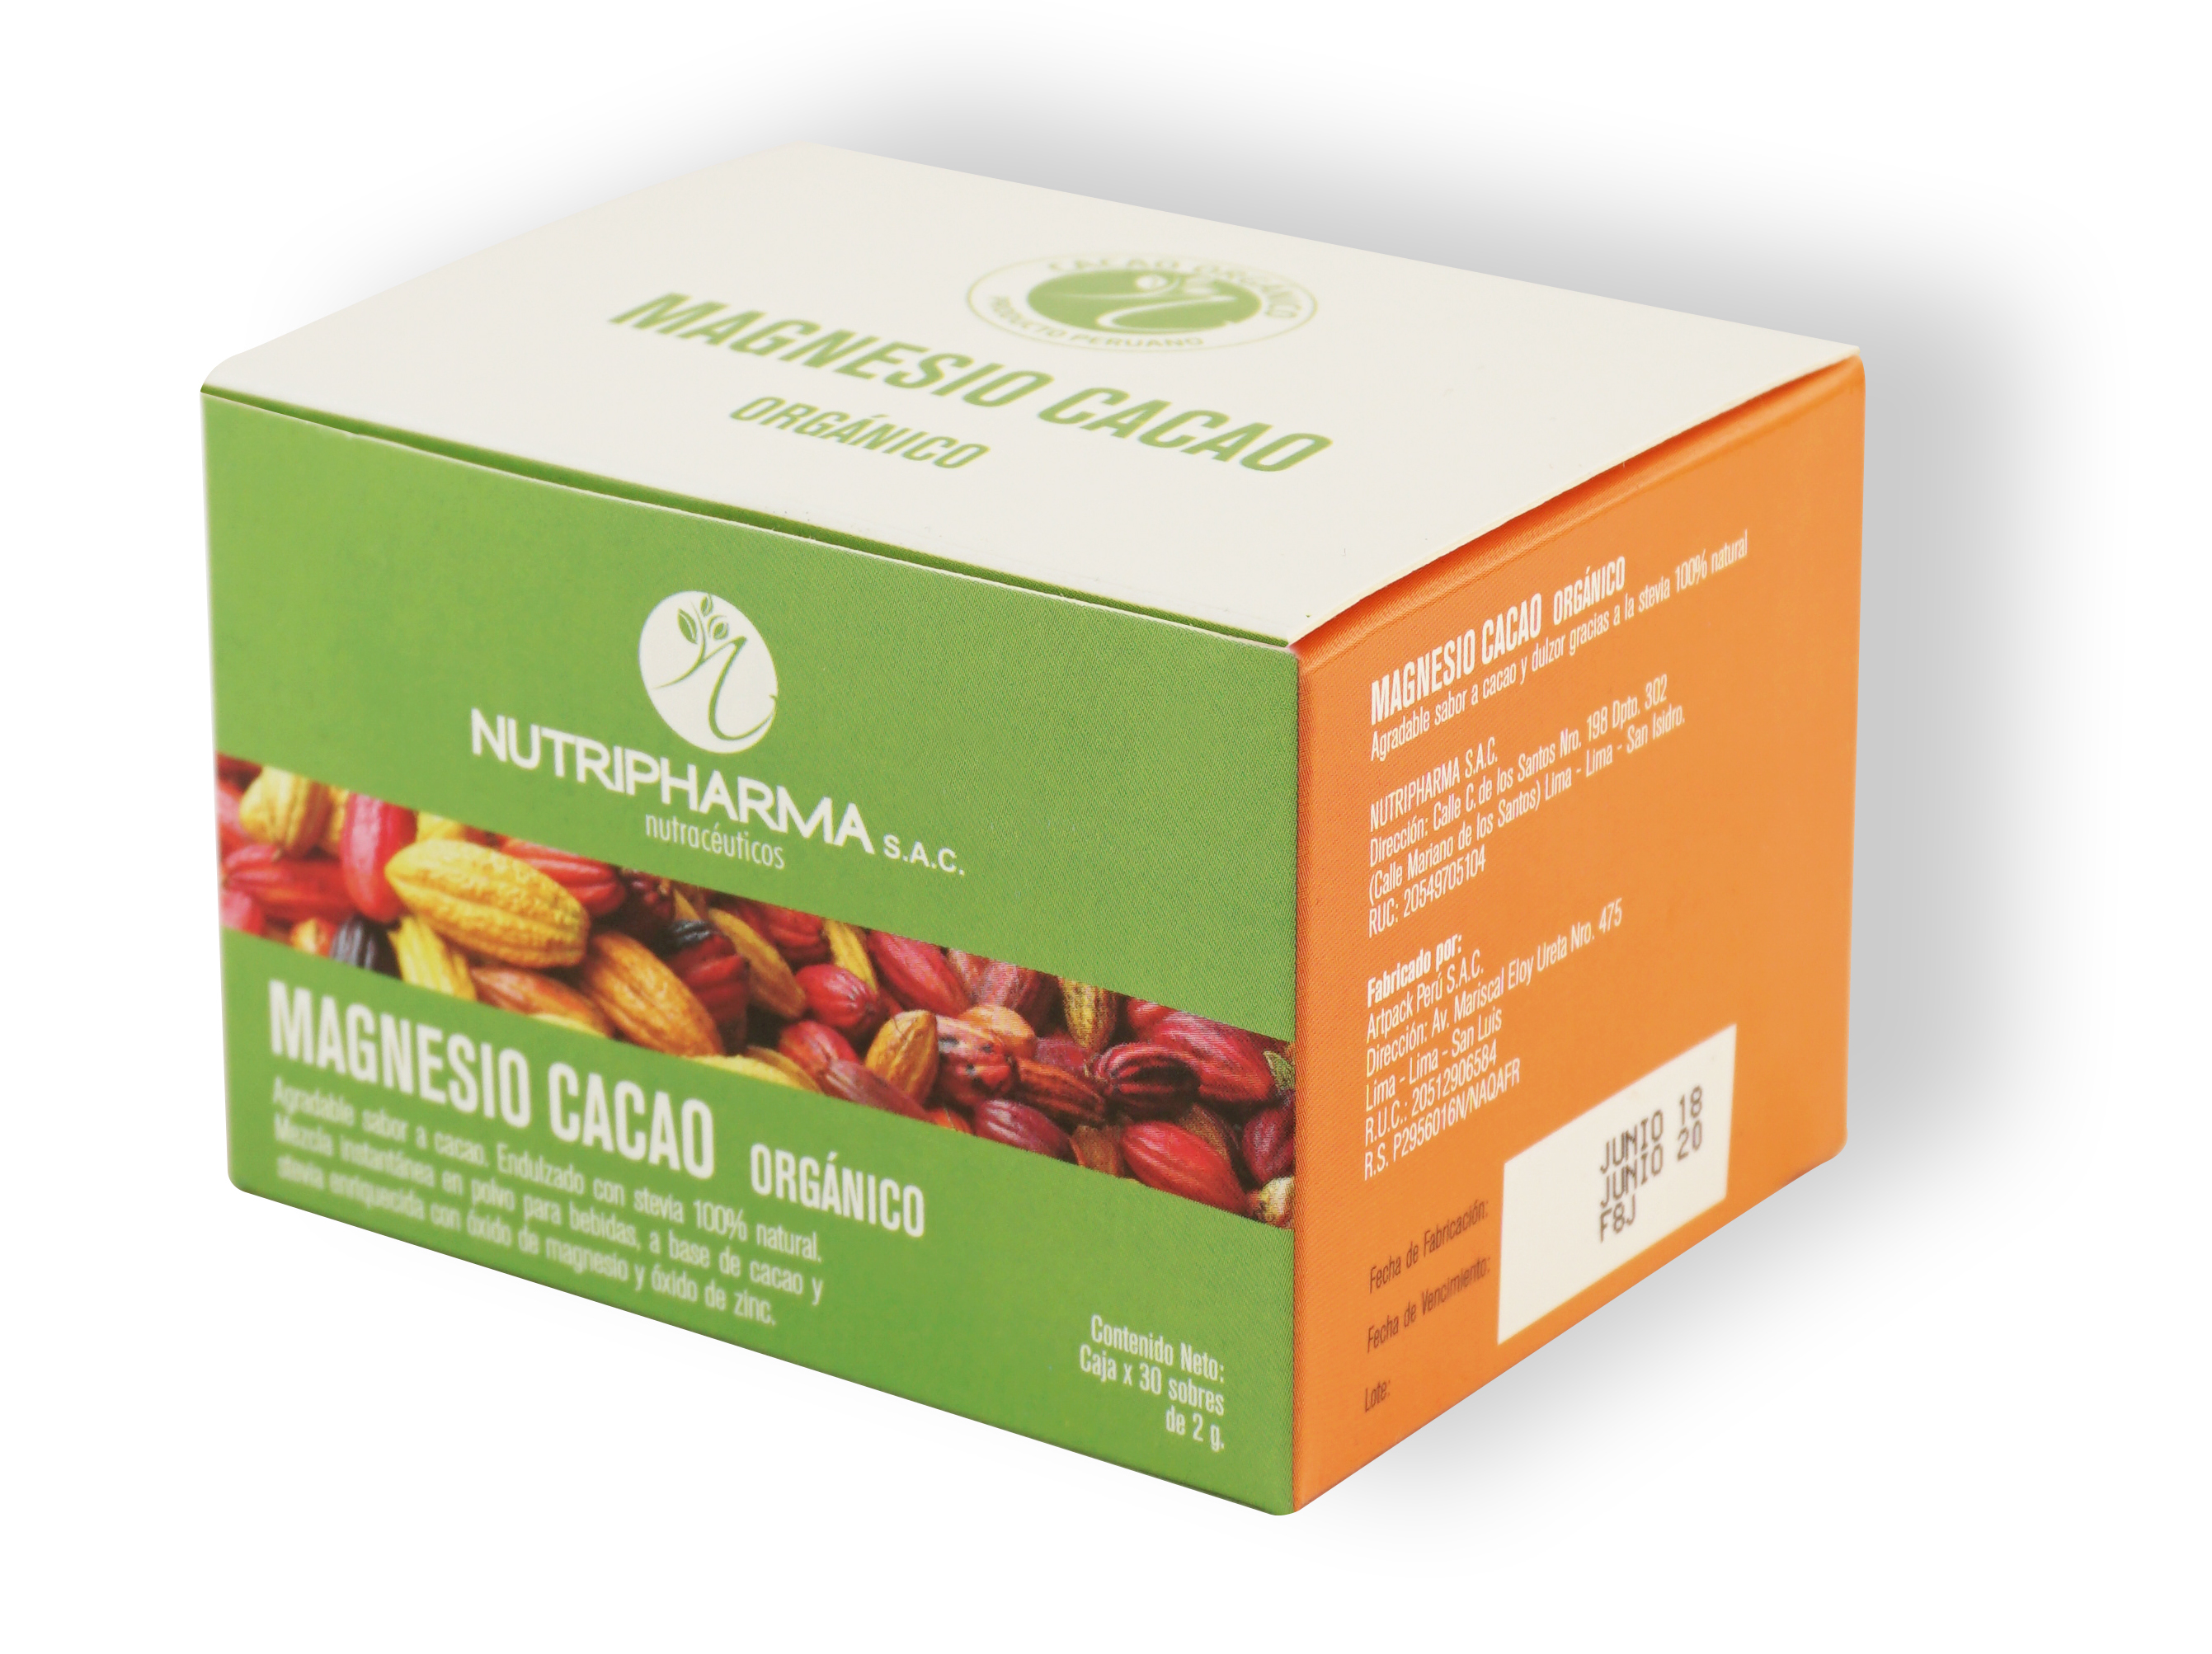 CACAO ORGÁNICO
PRODUCTO PERUANO
MAGNESIO CACAO
ORGÁNICO
NUTRIPHARMA S.A.C.
nutracéuticos
MAGNESIO CACAO ORGÁNICO
Agradable sabor a cacao. Endulzado con stevia 100% natural.
Mezcla instantánea en polvo para bebidas, a base de cacao y
stevia enriquecida con óxido de magnesio y óxido de zinc.
Contenido Neto:
Caja x 30 sobres
de 2 g.
MAGNESIO CACAO ORGÁNICO
Agradable sabor a cacao y dulzor gracias a la stevia 100% natural
NUTRIPHARMA S.A.C.
Dirección: Calle C. de los Santos Nro. 198 Dpto. 302
(Calle Mariano de los Santos) Lima - Lima - San Isidro.
RUC: 20549705104
Fabricado por:
Artpack Perú S.A.C.
Dirección: Av. Mariscal Eloy Ureta Nro. 475
Lima - Lima - San Luis
R.U.C.: 20512906584
R.S. P2956016N/NAQAFR
Fecha de Fabricación:
Fecha de Vencimiento:
Lote:
JUNIO 18
JUNIO 20
F8J